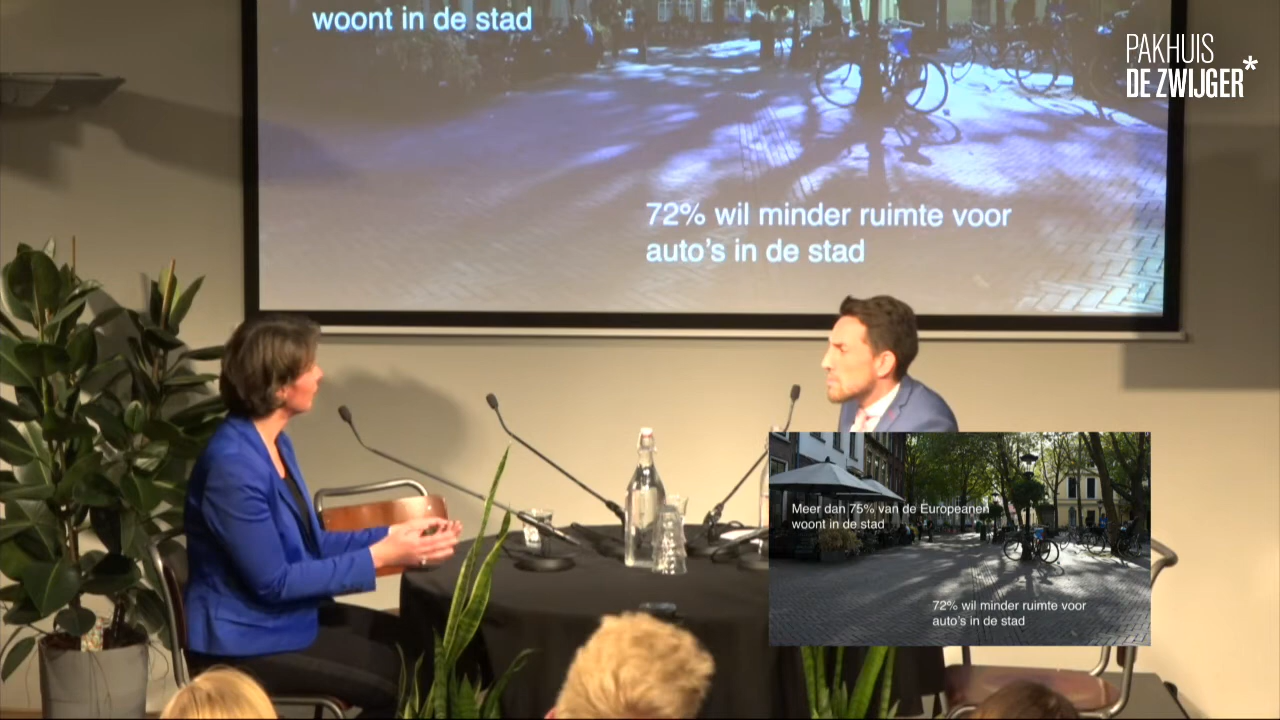 woont in de stad
PAKHUIS
DE ZWIJGER*
72% wil minder ruimte voor
auto's in de stad
Meer dan 75% van de Europeanen
woont in de stad
72% wil minder ruimte voor
auto's in de stad